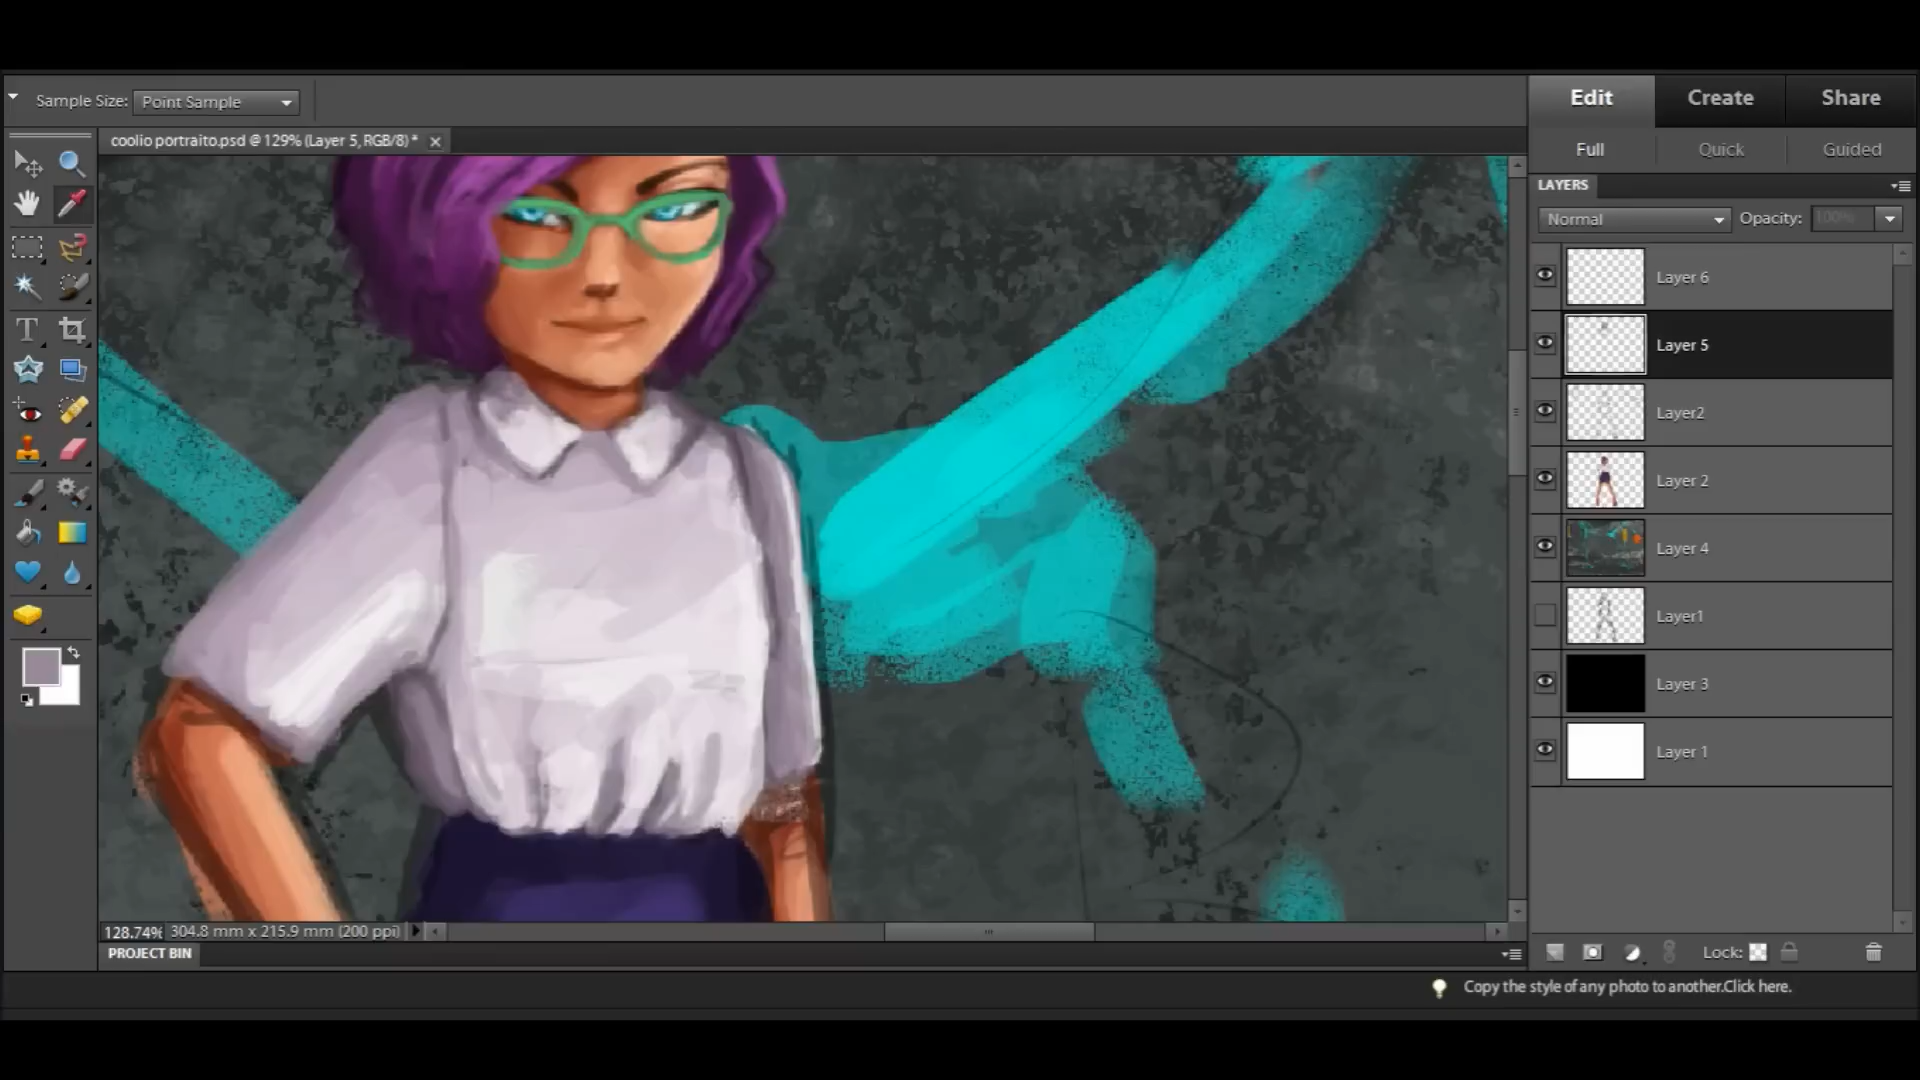 Sample Size: Point Sample
Edit Create Share
coolio portraito.psd @ 129% (Layer 5, RGB/8) *
Full Quick Guided
LAYERS
Normal Opacity: 100%
Layer 6
Layer 5
Layer2
Layer 2
Layer 4
Layer1
Layer 3
Layer 1
128.74% 304.8 mm x 215.9 mm (200 ppi)
PROJECT BIN
Lock:
Copy the style of any photo to another.Click here.